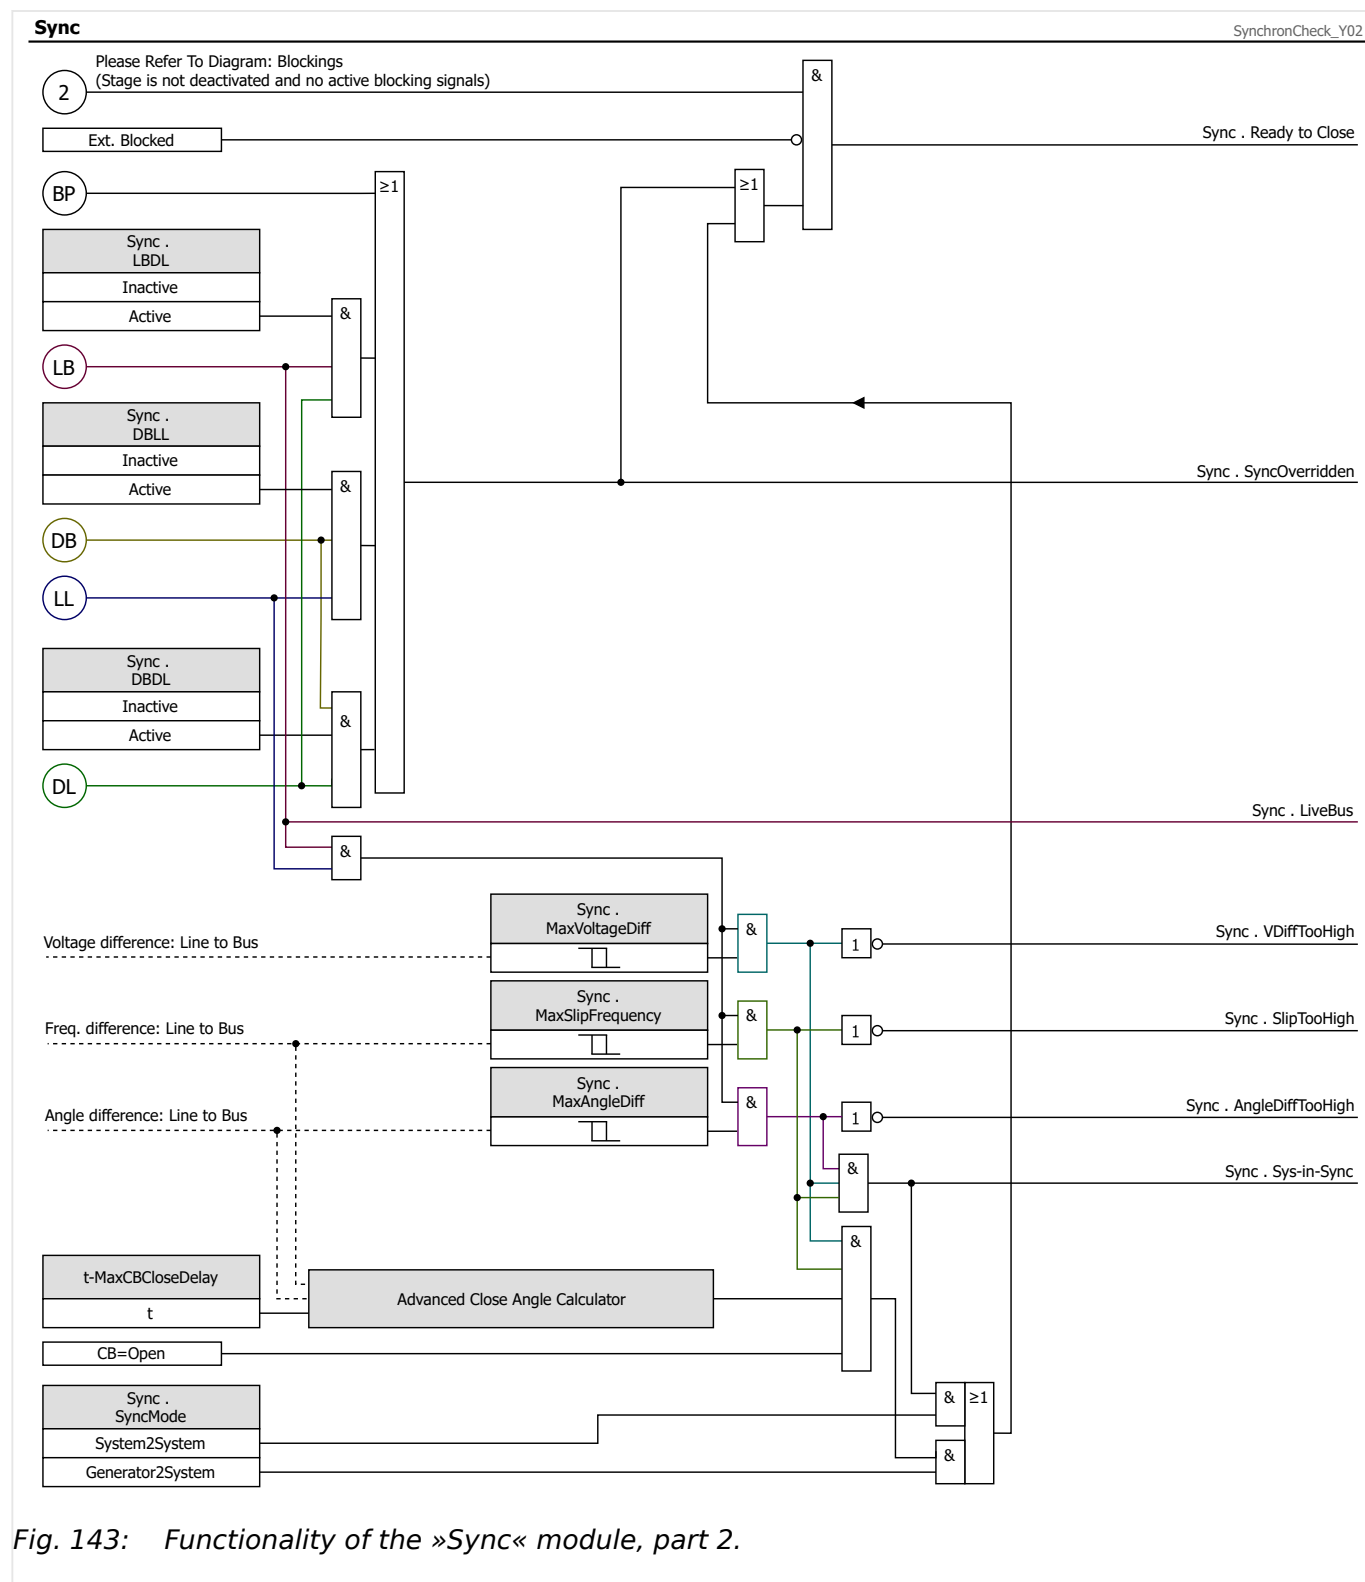 Sync
SynchronCheck_Y02
Please Refer To Diagram: Blockings
(Stage is not deactivated and no active blocking signals)
2
&
Ext. Blocked
Sync . Ready to Close
BP
≥1
≥1
Sync .
LBDL
Inactive
Active
&
LB
Sync .
DBLL
Inactive
Active
&
Sync . SyncOverridden
DB
LL
Sync .
DBDL
Inactive
Active
&
DL
Sync . LiveBus
&
Sync .
MaxVoltageDiff
&
Voltage difference: Line to Bus
1
Sync . VDiffTooHigh
Sync .
MaxSlipFrequency
&
Freq. difference: Line to Bus
1
Sync . SlipTooHigh
Sync .
MaxAngleDiff
&
Angle difference: Line to Bus
1
Sync . AngleDiffTooHigh
&
Sync . Sys-in-Sync
&
t-MaxCBCloseDelay
t
Advanced Close Angle Calculator
CB=Open
Sync .
SyncMode
System2System
Generator2System
&
≥1
&
Fig. 143: Functionality of the »Sync« module, part 2.